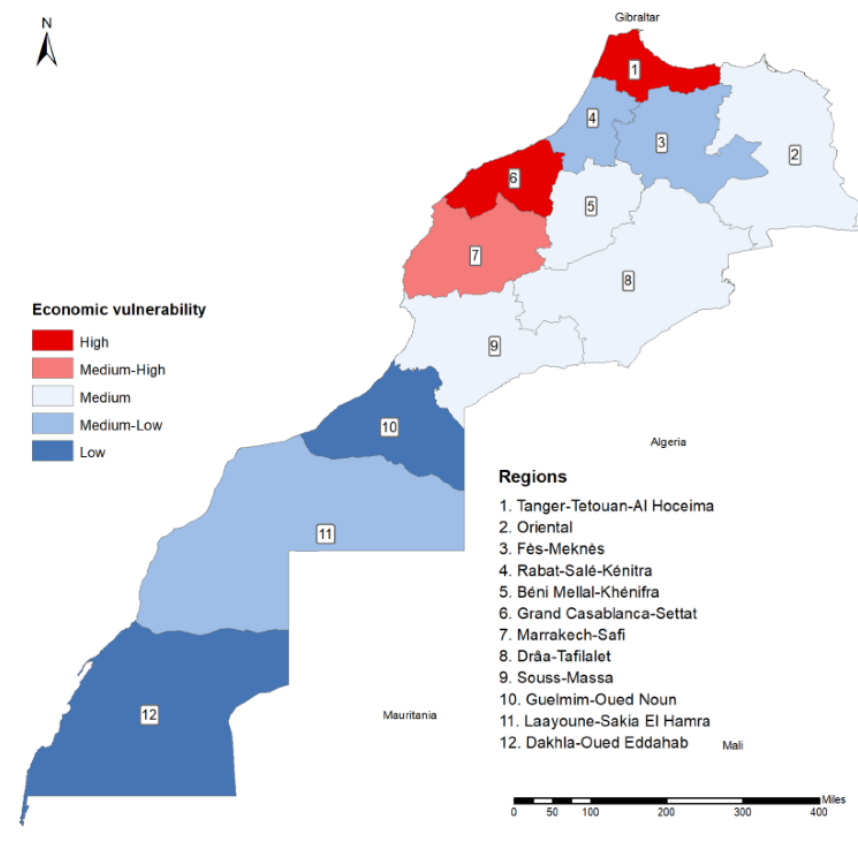 N
Gibraltar
1
4
3
2
6
5
7
8
9
Economic vulnerability
High
Medium-High
Medium
Medium-Low
Low
10
Algeria
11
Regions
1. Tanger-Tetouan-Al Hoceima
2. Oriental
3. Fès-Meknès
4. Rabat-Salé-Kénitra
5. Béni Mellal-Khénifra
6. Grand Casablanca-Settat
7. Marrakech-Safi
8. Drâa-Tafilalet
9. Souss-Massa
10. Guelmim-Oued Noun
11. Laayoune-Sakia El Hamra
12. Dakhla-Oued Eddahab
12
Mauritania
Mali
Miles
0 50 100 200 300 400